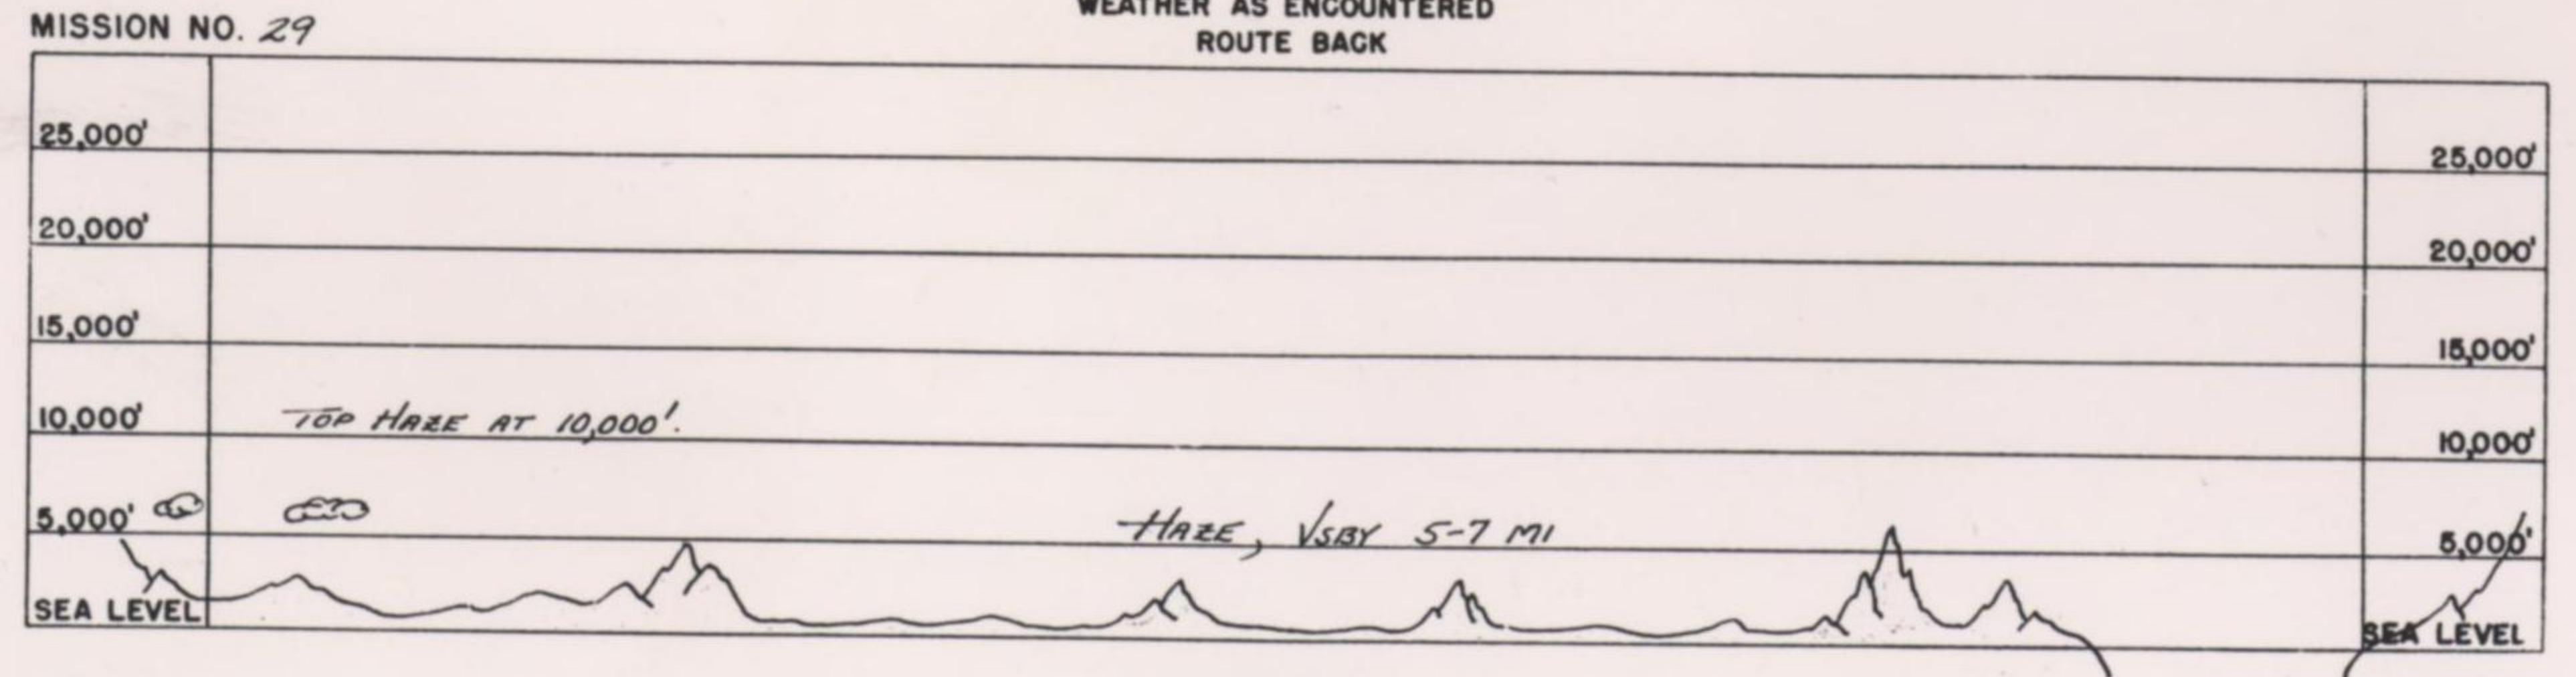 WEATHER AS ENCOUNTERED
MISSION NO. 29
ROUTE BACK
25,000' 25,000'
20,000' 20,000'
15,000' 15,000'
10,000' TOP HAZE AT 10,000'. 10,000'
5,000' HAZE, VSBY 5-7 MI 5,000'
SEA LEVEL SEA LEVEL